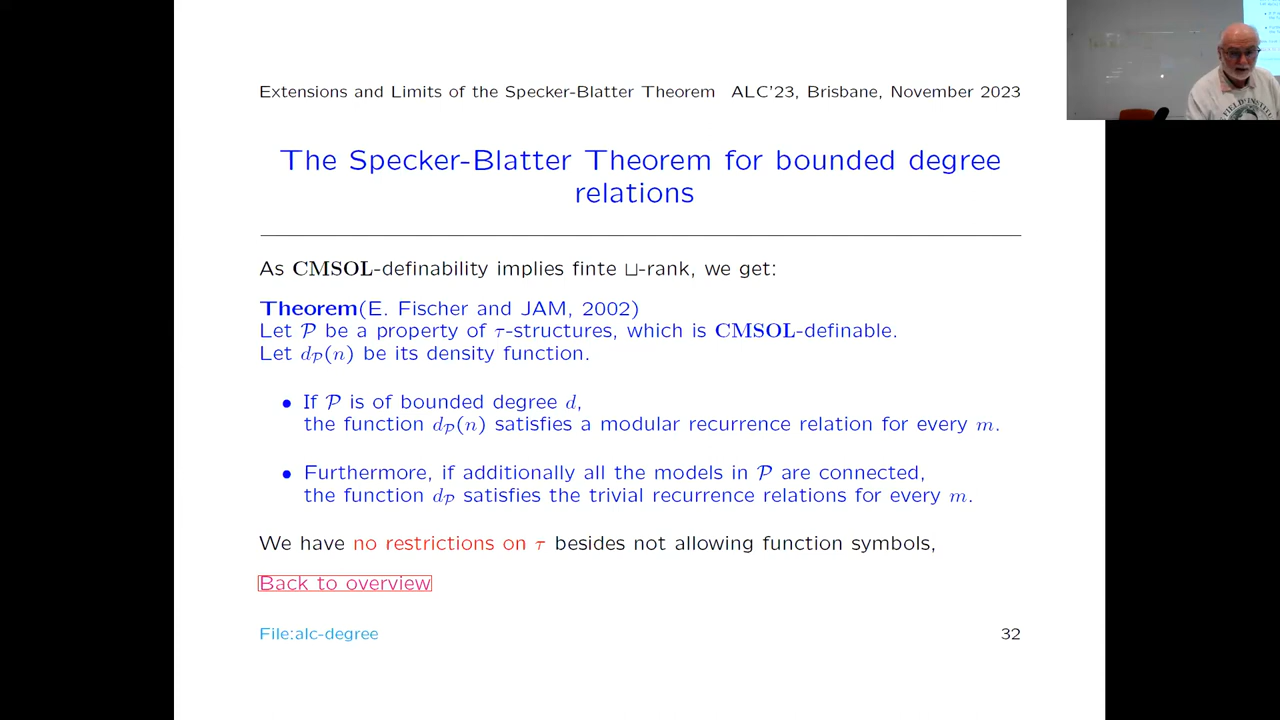 Extensions and Limits of the Specker-Blatter Theorem ALC'23, Brisbane, November 2023
The Specker-Blatter Theorem for bounded degree
relations
As CMSOL-definability implies finte ⊔-rank, we get:
Theorem(E. Fischer and JAM, 2002)
Let 𝒫 be a property of τ-structures, which is CMSOL-definable.
Let d𝒫(n) be its density function.
• If 𝒫 is of bounded degree d,
the function d𝒫(n) satisfies a modular recurrence relation for every m.
• Furthermore, if additionally all the models in 𝒫 are connected,
the function d𝒫 satisfies the trivial recurrence relations for every m.
We have no restrictions on τ besides not allowing function symbols,
Back to overview
File:alc-degree
32